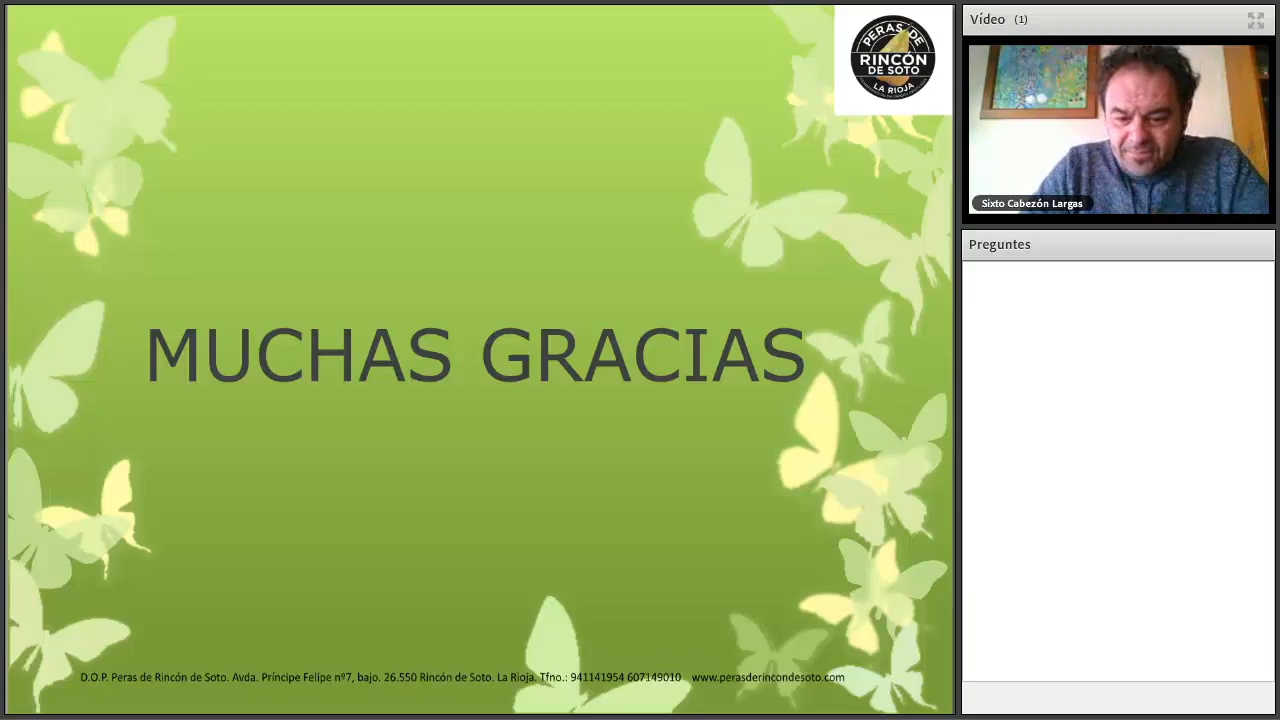 PERAS DE
RINCÓN
DE SOTO
LA RIOJA
MUCHAS GRACIAS
D.O.P. Peras de Rincón de Soto. Avda. Príncipe Felipe nº7, bajo. 26.550 Rincón de Soto. La Rioja. Tfno.: 941141954 607149010 www.perasderincondesoto.com
Vídeo (1)
Sixto Cabezón Largas
Preguntes